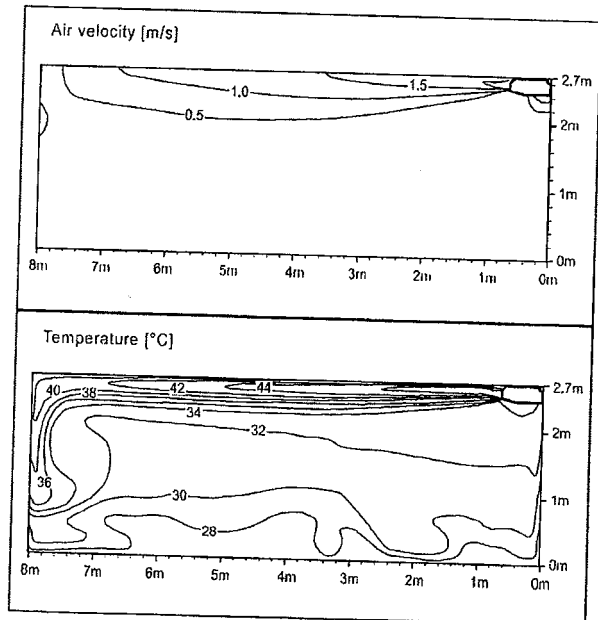 Air velocity [m/s]
2.7m
1.5
1.0
0.5
2m
1m
0m
8m 7m 6m 5m 4m 3m 2m 1m 0m
Temperature [°C]
2.7m
40 38 42 44
34
32
2m
36
30
1m
28
0m
8m 7m 6m 5m 4m 3m 2m 1m 0m